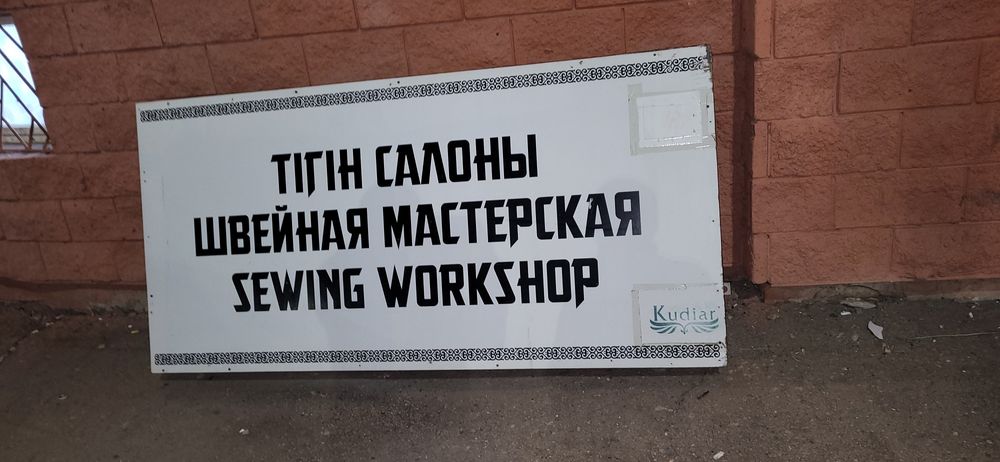 ТІГІН САЛОНЫ
ШВЕЙНАЯ МАСТЕРСКАЯ
SEWING WORKSHOP
Kudiar